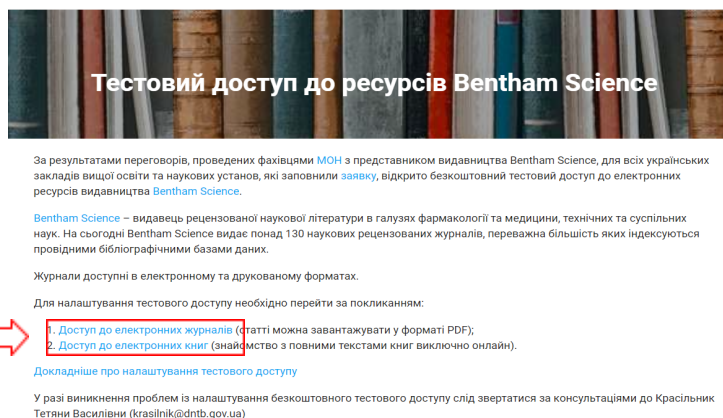 Тестовий доступ до ресурсів Bentham Science
За результатами переговорів, проведених фахівцями МОН з представником видавництва Bentham Science, для всіх українських
закладів вищої освіти та наукових установ, які заповнили заявку, відкрито безкоштовний тестовий доступ до електронних
ресурсів видавництва Bentham Science.
Bentham Science – видавець рецензованої наукової літератури в галузях фармакології та медицини, технічних та суспільних
наук. На сьогодні Bentham Science видає понад 130 наукових рецензованих журналів, переважна більшість яких індексуються
провідними бібліографічними базами даних.
Журнали доступні в електронному та друкованому форматах.
Для налаштування тестового доступу необхідно перейти за покликанням:
1. Доступ до електронних журналів (статті можна завантажувати у форматі PDF);
2. Доступ до електронних книг (знайомство з повними текстами книг виключно онлайн).
Докладніше про налаштування тестового доступу
У разі виникнення проблем із налаштування безкоштовного тестового доступу слід звертатися за консультаціями до Красільник
Тетяни Василівни (krasilnik@dntb.gov.ua)